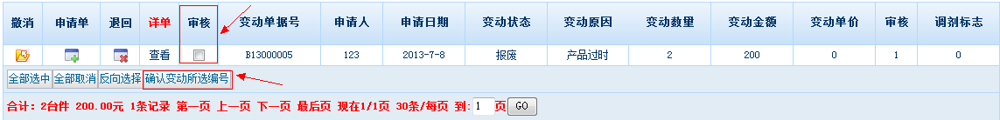 撤消 申请单 退回 详单 审核 变动单据号 申请人 申请日期 变动状态 变动原因 变动数量 变动金额 变动单价 审核 调剂标志
查看 B13000005 123 2013-7-8 报废 产品过时 2 200 0 1 0
全部选中 全部取消 反向选择 确认变动所选编号
合计：2台件 200.00元 1条记录 第一页 上一页 下一页 最后页 现在1/1页 30条/每页 到: 1 页 GO